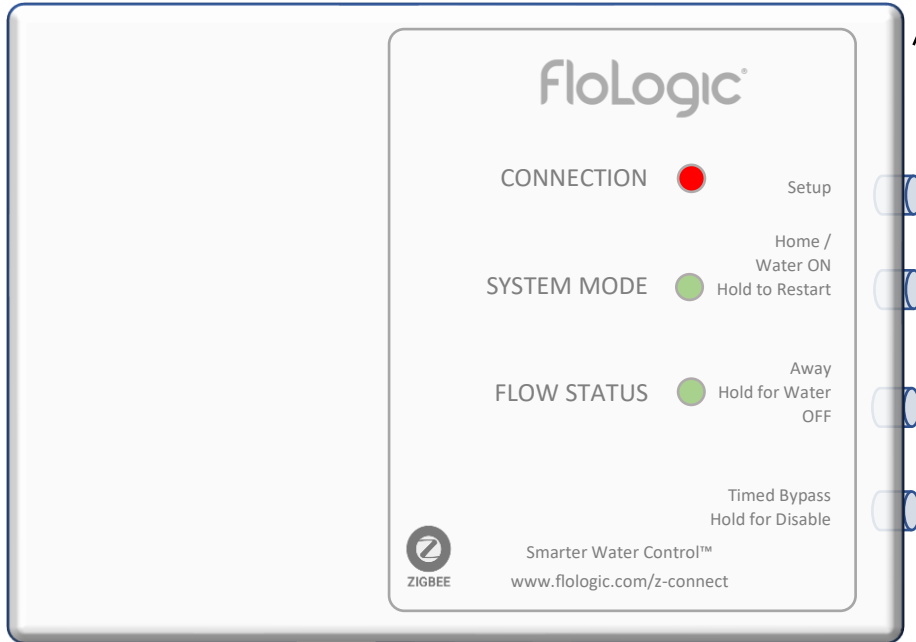 FloLogic®
CONNECTION
Setup
Home /
Water ON
Hold to Restart
SYSTEM MODE
Away
Hold for Water
OFF
FLOW STATUS
Timed Bypass
Hold for Disable
Smarter Water Control™
ZIGBEE
www.flologic.com/z-connect